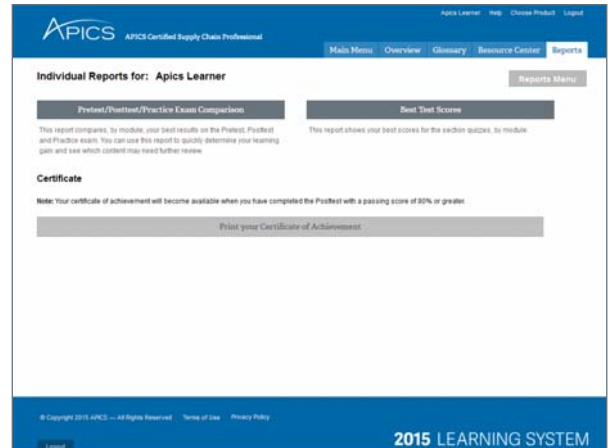 Apics Learner Help Choose Product Logout
APICS APICS Certified Supply Chain Professional
Main Menu Overview Glossary Resource Center Reports
Individual Reports for: Apics Learner
Reports Menu
Pretest/Posttest/Practice Exam Comparison
Best Test Scores
This report compares, by module, your best results on the Pretest, Posttest
and Practice exam. You can use this report to quickly determine your learning
gain and see which content may need further review.
This report shows your best scores for the section quizzes, by module.
Certificate
Note: Your certificate of achievement will become available when you have completed the Posttest with a passing score of 80% or greater.
Print your Certificate of Achievement
© Copyright 2015 APICS — All Rights Reserved Terms of Use Privacy Policy
Logout
2015 LEARNING SYSTEM